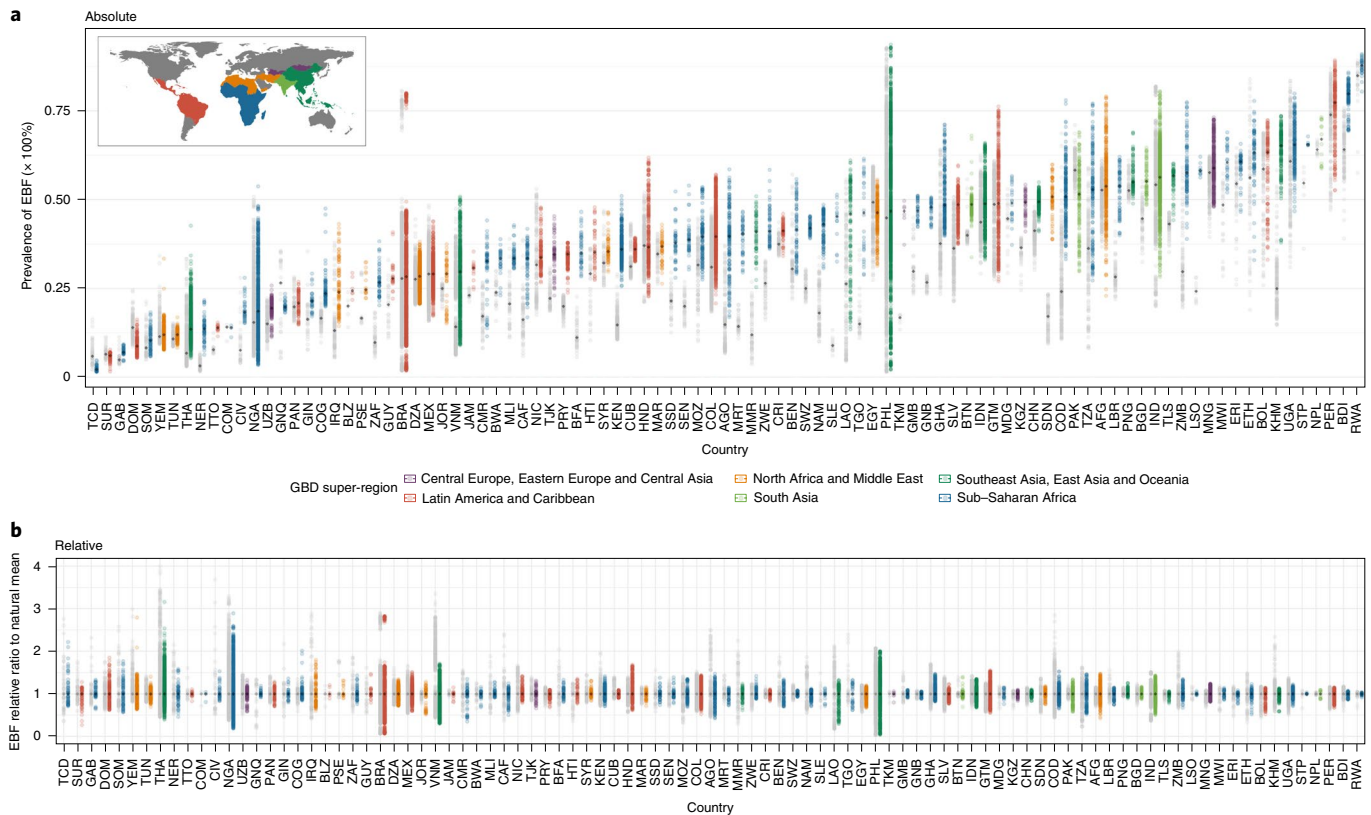 a
Absolute
Prevalence of EBF (× 100%)
0.75
0.50
0.25
0
TCD SUR GAB DOM SOM YEM TUN THA NER TTO COM CIV NGA UZB GNQ PAN GIN COG IRQ BLZ PSE ZAF GUY BRA DZA MEX JOR VNM JAM CMR BWA MLI CAF NIC TJK PRY BFA HTI SYR KEN CUB HND MAR SSD SEN MOZ COL AGO MRT MMR ZWE CRI BEN SWZ NAM SLE LAO TGO EGY PHL TKM GMB GNB GHA SLV BTN IDN GTM MDG KGZ CHN SDN COD PAK TZA AFG LBR PNG BGD IND TLS ZMB LSO MNG MWI ERI ETH BOL KHM UGA STP NPL PER BDI RWA
Country
GBD super-region
Central Europe, Eastern Europe and Central Asia
North Africa and Middle East
Southeast Asia, East Asia and Oceania
Latin America and Caribbean
South Asia
Sub–Saharan Africa
b
Relative
EBF relative ratio to natural mean
4
3
2
1
0
TCD SUR GAB DOM SOM YEM TUN THA NER TTO COM CIV NGA UZB GNQ PAN GIN COG IRQ BLZ PSE ZAF GUY BRA DZA MEX JOR VNM JAM CMR BWA MLI CAF NIC TJK PRY BFA HTI SYR KEN CUB HND MAR SSD SEN MOZ COL AGO MRT MMR ZWE CRI BEN SWZ NAM SLE LAO TGO EGY PHL TKM GMB GNB GHA SLV BTN IDN GTM MDG KGZ CHN SDN COD PAK TZA AFG LBR PNG BGD IND TLS ZMB LSO MNG MWI ERI ETH BOL KHM UGA STP NPL PER BDI RWA
Country